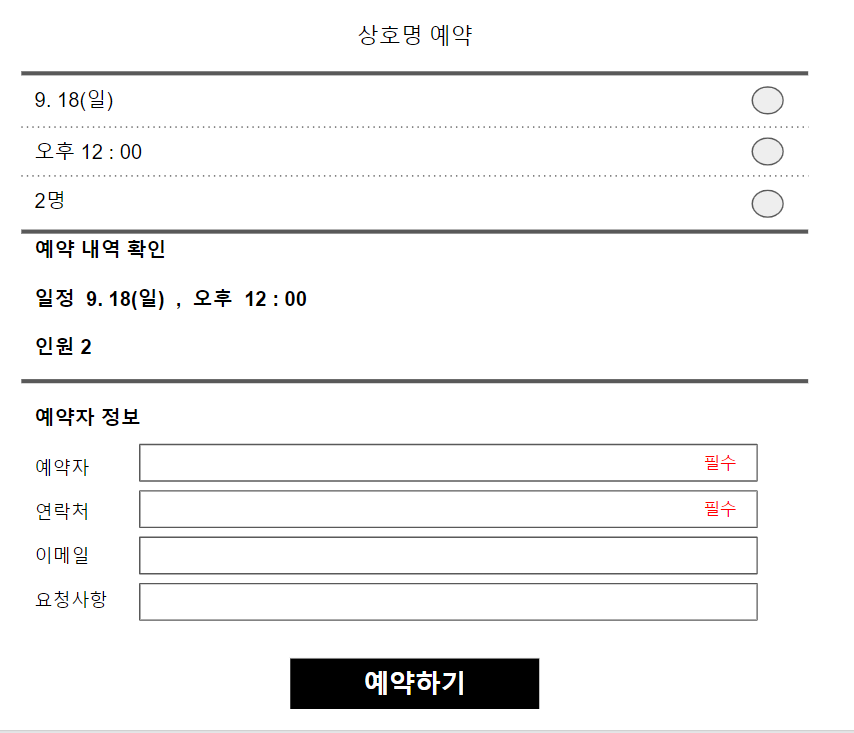 상호명 예약
9. 18(일)
오후 12 : 00
2명
예약 내역 확인
일정 9. 18(일) , 오후 12 : 00
인원 2
예약자 정보
예약자 필수
연락처 필수
이메일
요청사항
예약하기